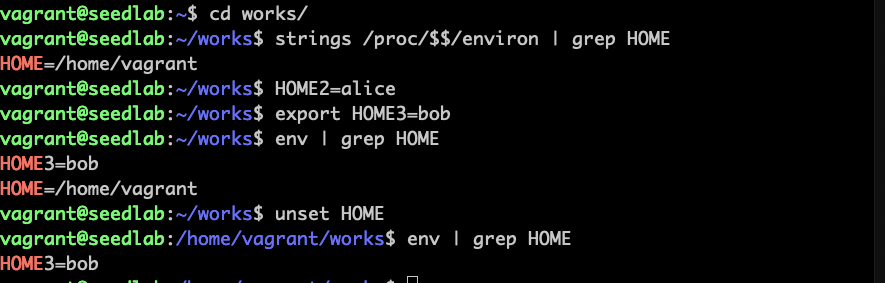 vagrant@seedlab:~$ cd works/
vagrant@seedlab:~/works$ strings /proc/$$/environ | grep HOME
HOME=/home/vagrant
vagrant@seedlab:~/works$ HOME2=alice
vagrant@seedlab:~/works$ export HOME3=bob
vagrant@seedlab:~/works$ env | grep HOME
HOME3=bob
HOME=/home/vagrant
vagrant@seedlab:~/works$ unset HOME
vagrant@seedlab:/home/vagrant/works$ env | grep HOME
HOME3=bob